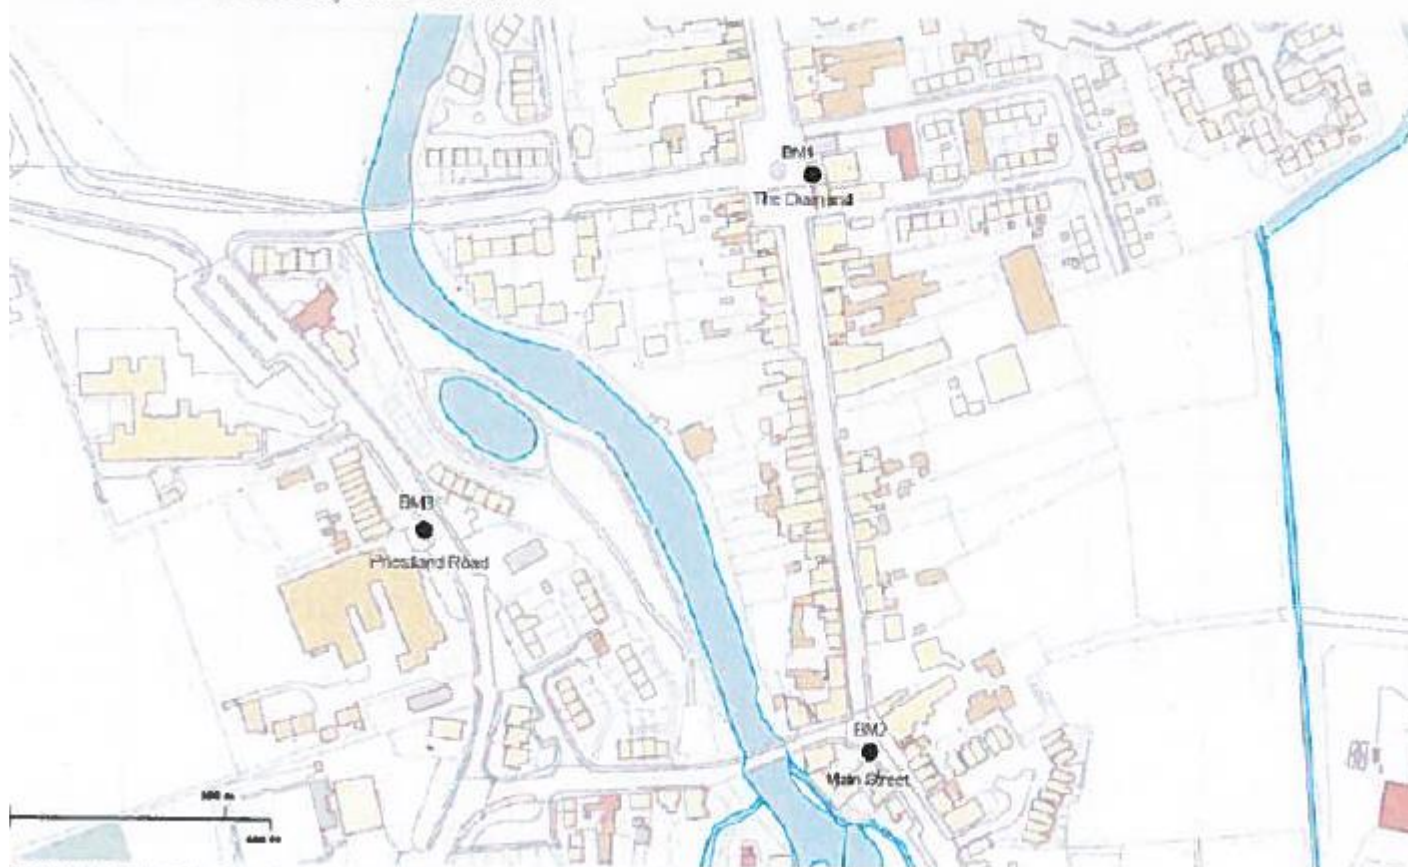 BM1
The Diamond
BM3
Priestland Road
BM2
Main Street